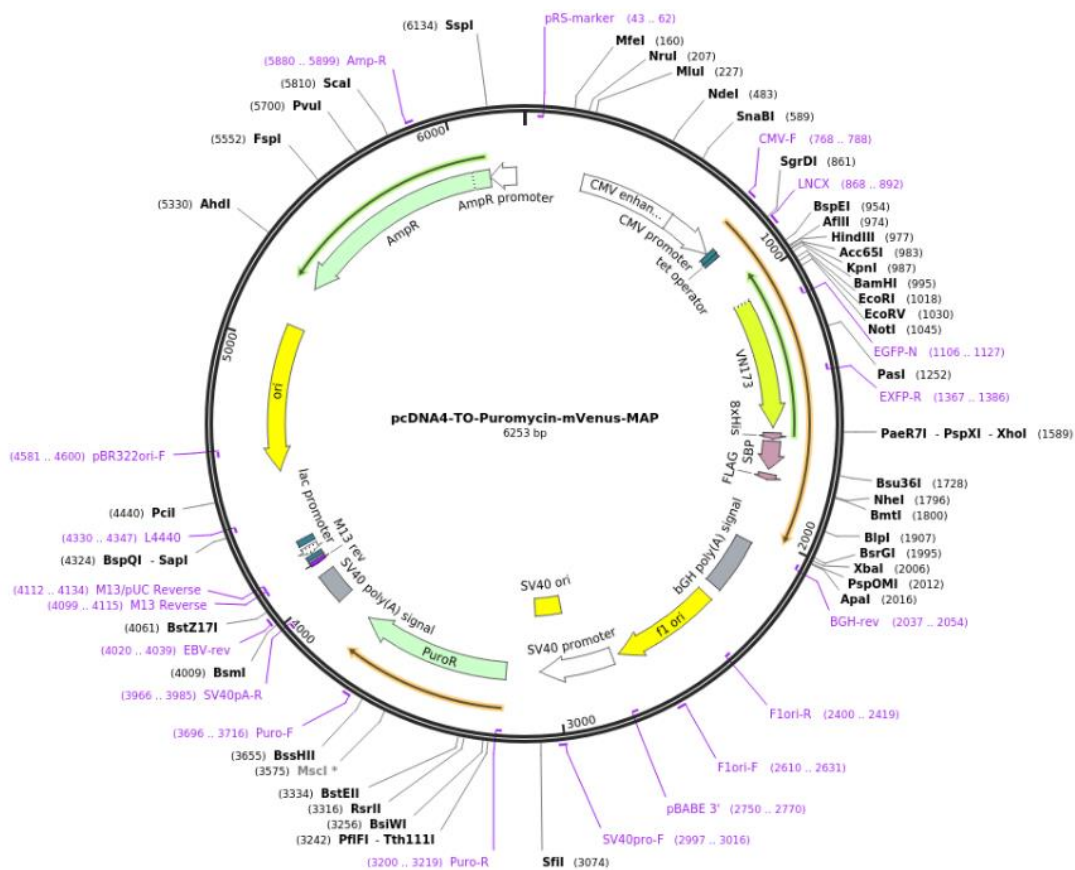 pRS-marker (43 .. 62)
MfeI (160)
NruI (207)
MluI (227)
NdeI (483)
SnaBI (589)
CMV-F (768 .. 788)
SgrDI (861)
LNCX (868 .. 892)
BspEI (954)
AflII (974)
HindIII (977)
Acc65I (983)
KpnI (987)
BamHI (995)
EcoRI (1018)
EcoRV (1030)
NotI (1045)
EGFP-N (1106 .. 1127)
PasI (1252)
EXFP-R (1367 .. 1386)
PaeR7I - PspXI - XhoI (1589)
Bsu36I (1728)
NheI (1796)
BmtI (1800)
BlpI (1907)
BsrGI (1995)
XbaI (2006)
PspOMI (2012)
ApaI (2016)
BGH-rev (2037 .. 2054)
F1ori-R (2400 .. 2419)
F1ori-F (2610 .. 2631)
pBABE 3' (2750 .. 2770)
SV40pro-F (2997 .. 3016)
SfiI (3074)
(3200 .. 3219) Puro-R
(3242) PflFI - Tth111I
(3256) BsiWI
(3316) RsrII
(3334) BstEII
(3575) MscI *
(3655) BssHII
(3696 .. 3716) Puro-F
(3966 .. 3985) SV40pA-R
(4009) BsmI
(4020 .. 4039) EBV-rev
(4061) BstZ17I
(4099 .. 4115) M13 Reverse
(4112 .. 4134) M13/pUC Reverse
(4324) BspQI - SapI
(4330 .. 4347) L4440
(4440) PciI
(4581 .. 4600) pBR322ori-F
(5330) AhdI
(5552) FspI
(5700) PvuI
(5810) ScaI
(5880 .. 5899) Amp-R
(6134) SspI
1000
2000
3000
4000
5000
6000
CMV enhan...
CMV promoter
tet operator
VN173
8xHis
SBP
FLAG
bGH poly(A) signal
f1 ori
SV40 ori
SV40 promoter
PuroR
SV40 poly(A) signal
M13 rev
lac promoter
ori
AmpR
AmpR promoter
pcDNA4-TO-Puromycin-mVenus-MAP
6253 bp